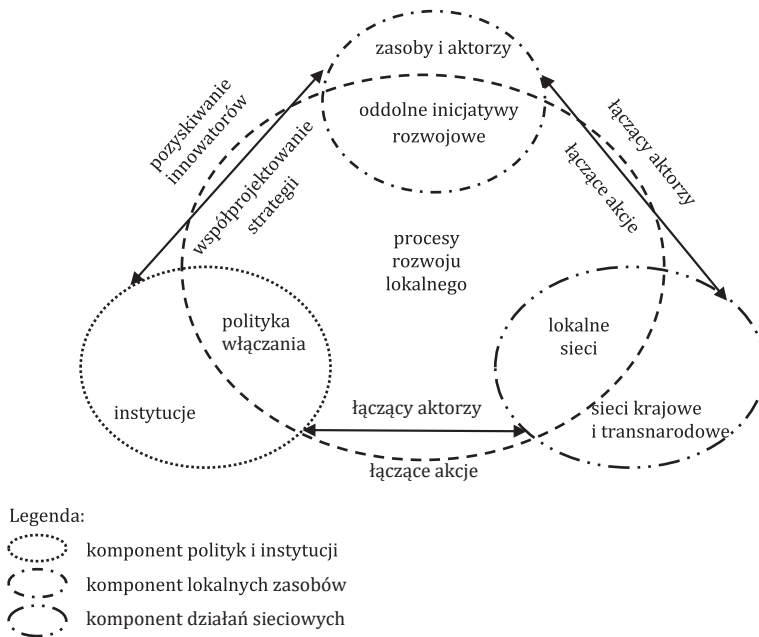 zasoby i aktorzy
oddolne inicjatywy
rozwojowe
pozyskiwanie
innowatorów
współprojektowanie
strategii
łączący aktorzy
łączące akcje
procesy
rozwoju
lokalnego
polityka
włączania
instytucje
lokalne
sieci
sieci krajowe
i transnarodowe
łączący aktorzy
łączące akcje
Legenda:
komponent polityk i instytucji
komponent lokalnych zasobów
komponent działań sieciowych